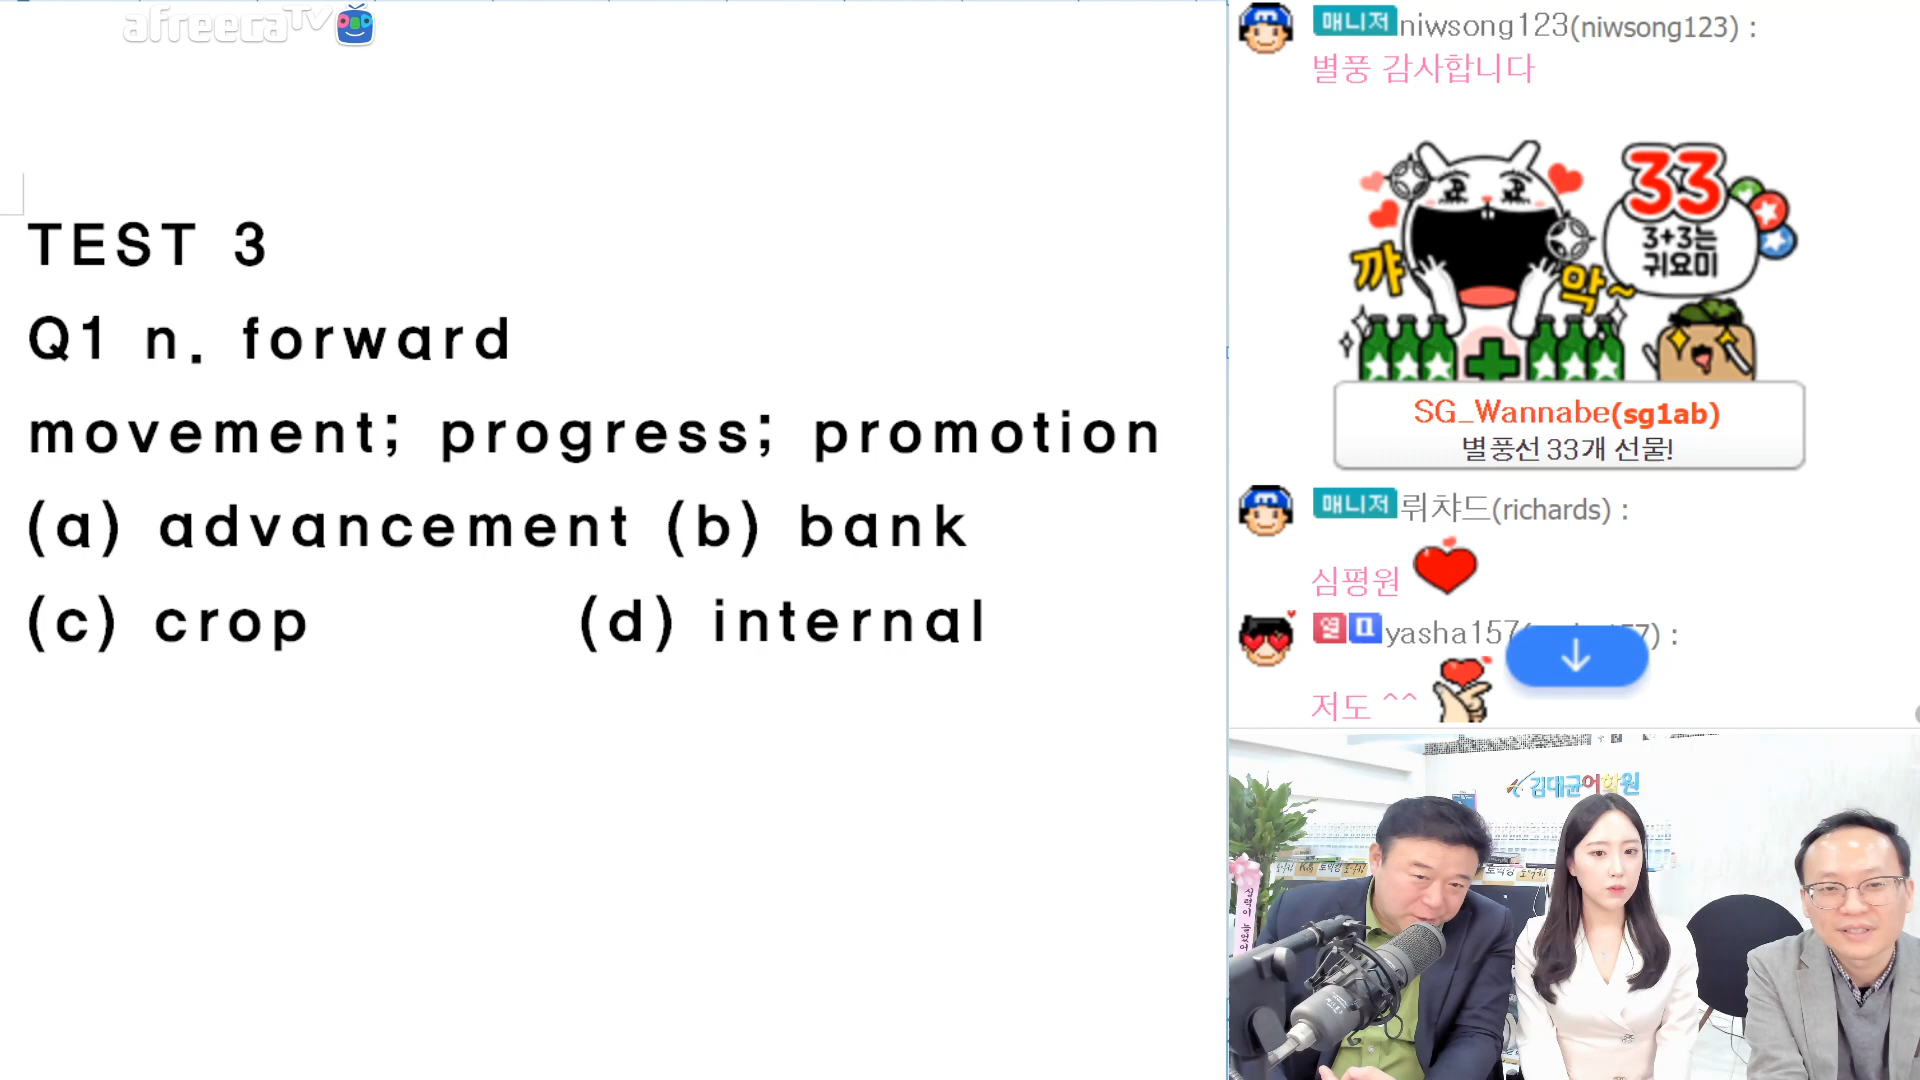 afreecaTV
TEST 3
Q1 n. forward
movement; progress; promotion
(a) advancement (b) bank
(c) crop (d) internal
매니저 niwsong123(niwsong123) :
별풍 감사합니다
꺄
악~
33
3+3는
귀요미
SG_Wannabe(sg1ab)
별풍선 33개 선물!
매니저 뤼챠드(richards) :
심평원
열 yasha157
저도 ^^
김대균어학원